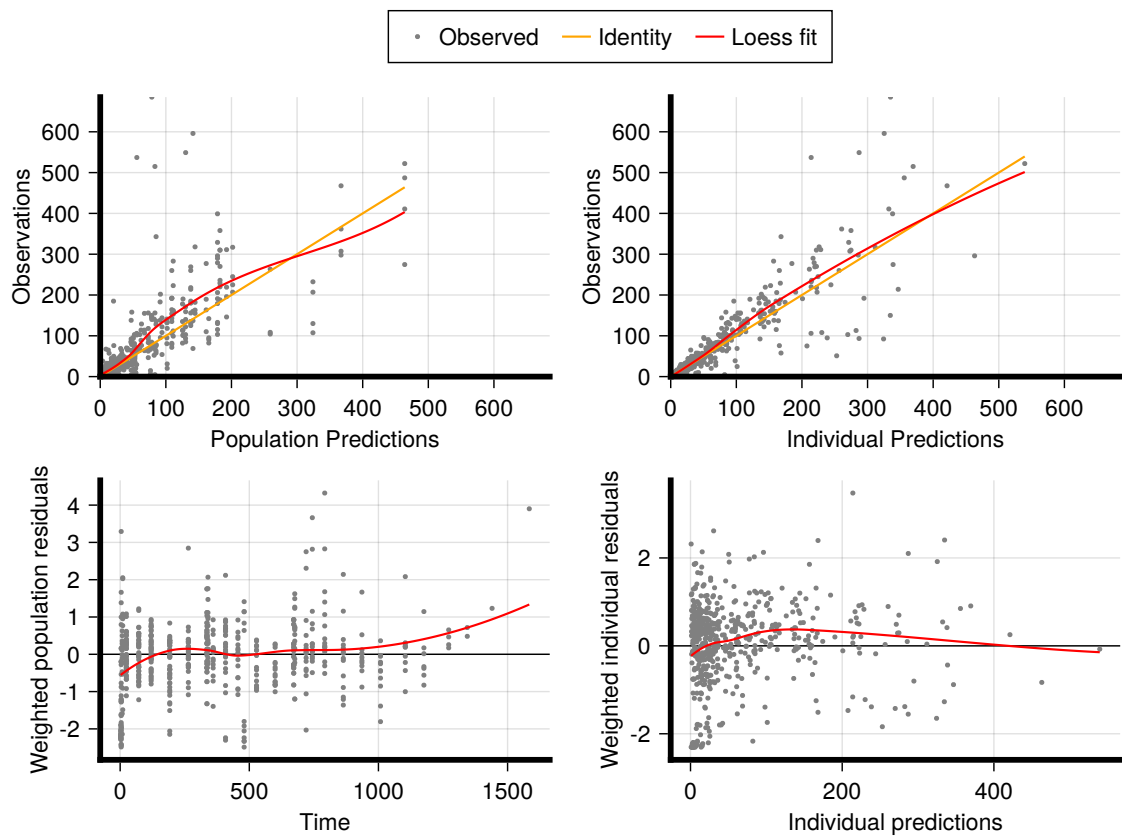 Observed Identity Loess fit
Observations
600
500
400
300
200
100
0
0 100 200 300 400 500 600
Population Predictions
Observations
600
500
400
300
200
100
0
0 100 200 300 400 500 600
Individual Predictions
Weighted population residuals
4
3
2
1
0
-1
-2
0 500 1000 1500
Time
Weighted individual residuals
2
0
-2
0 200 400
Individual predictions